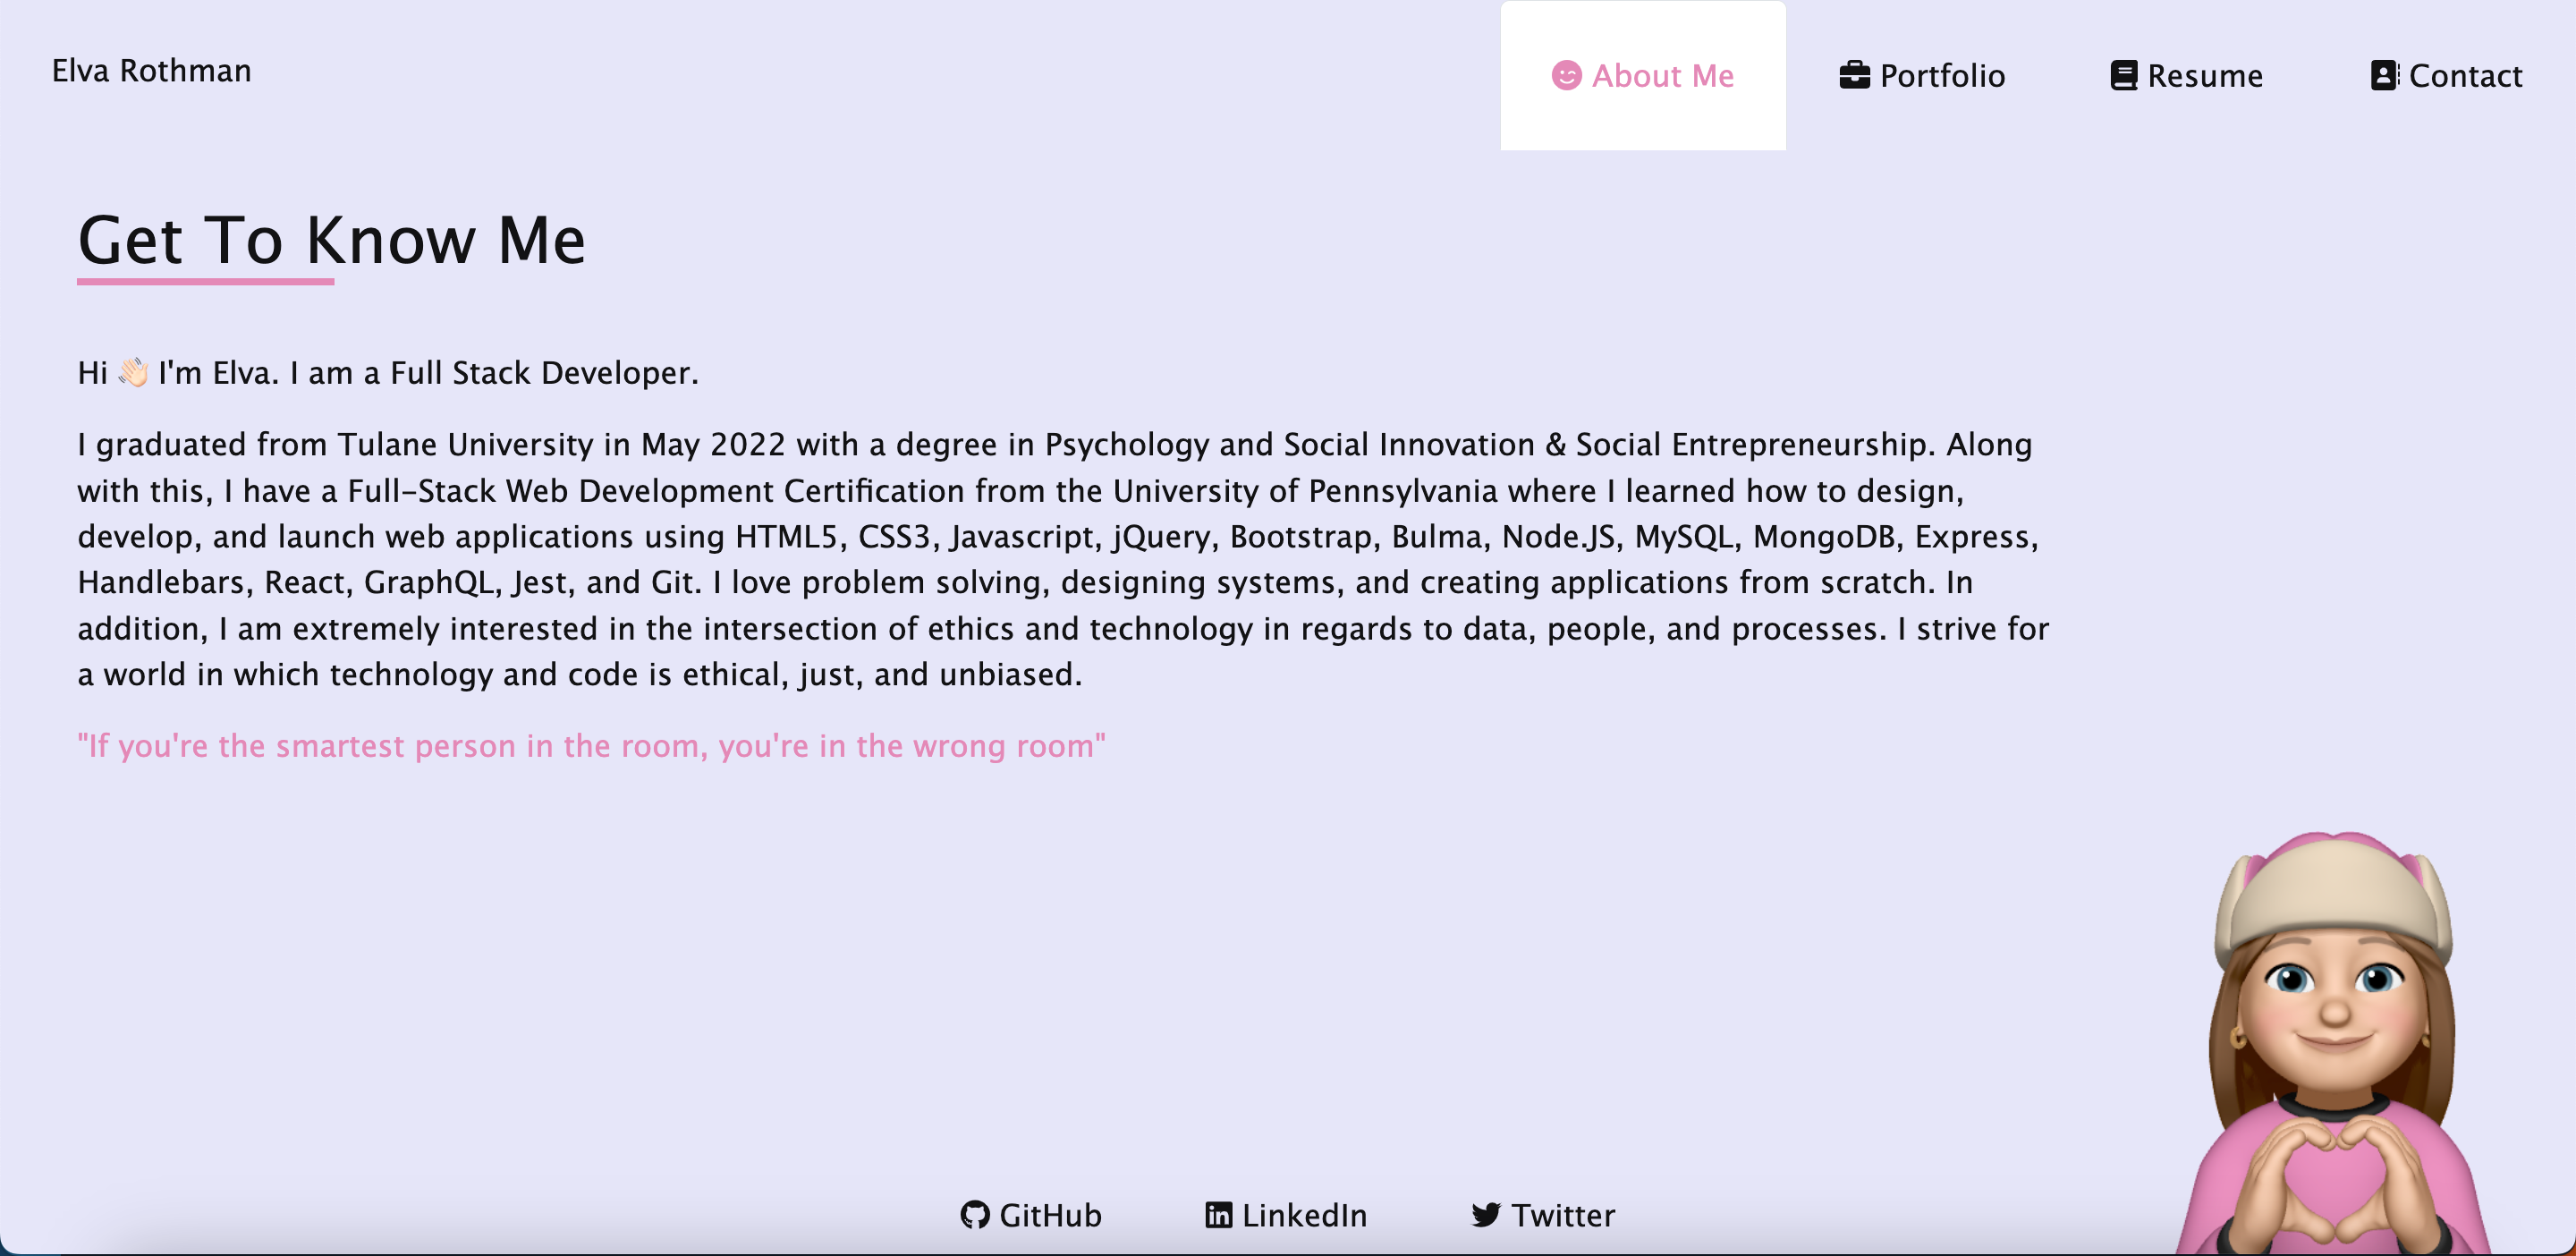 Elva Rothman
About Me
Portfolio
Resume
Contact
Get To Know Me
Hi 👋🏻 I'm Elva. I am a Full Stack Developer.
I graduated from Tulane University in May 2022 with a degree in Psychology and Social Innovation & Social Entrepreneurship. Along
with this, I have a Full-Stack Web Development Certification from the University of Pennsylvania where I learned how to design,
develop, and launch web applications using HTML5, CSS3, Javascript, jQuery, Bootstrap, Bulma, Node.JS, MySQL, MongoDB, Express,
Handlebars, React, GraphQL, Jest, and Git. I love problem solving, designing systems, and creating applications from scratch. In
addition, I am extremely interested in the intersection of ethics and technology in regards to data, people, and processes. I strive for
a world in which technology and code is ethical, just, and unbiased.
"If you're the smartest person in the room, you're in the wrong room"
GitHub
LinkedIn
Twitter